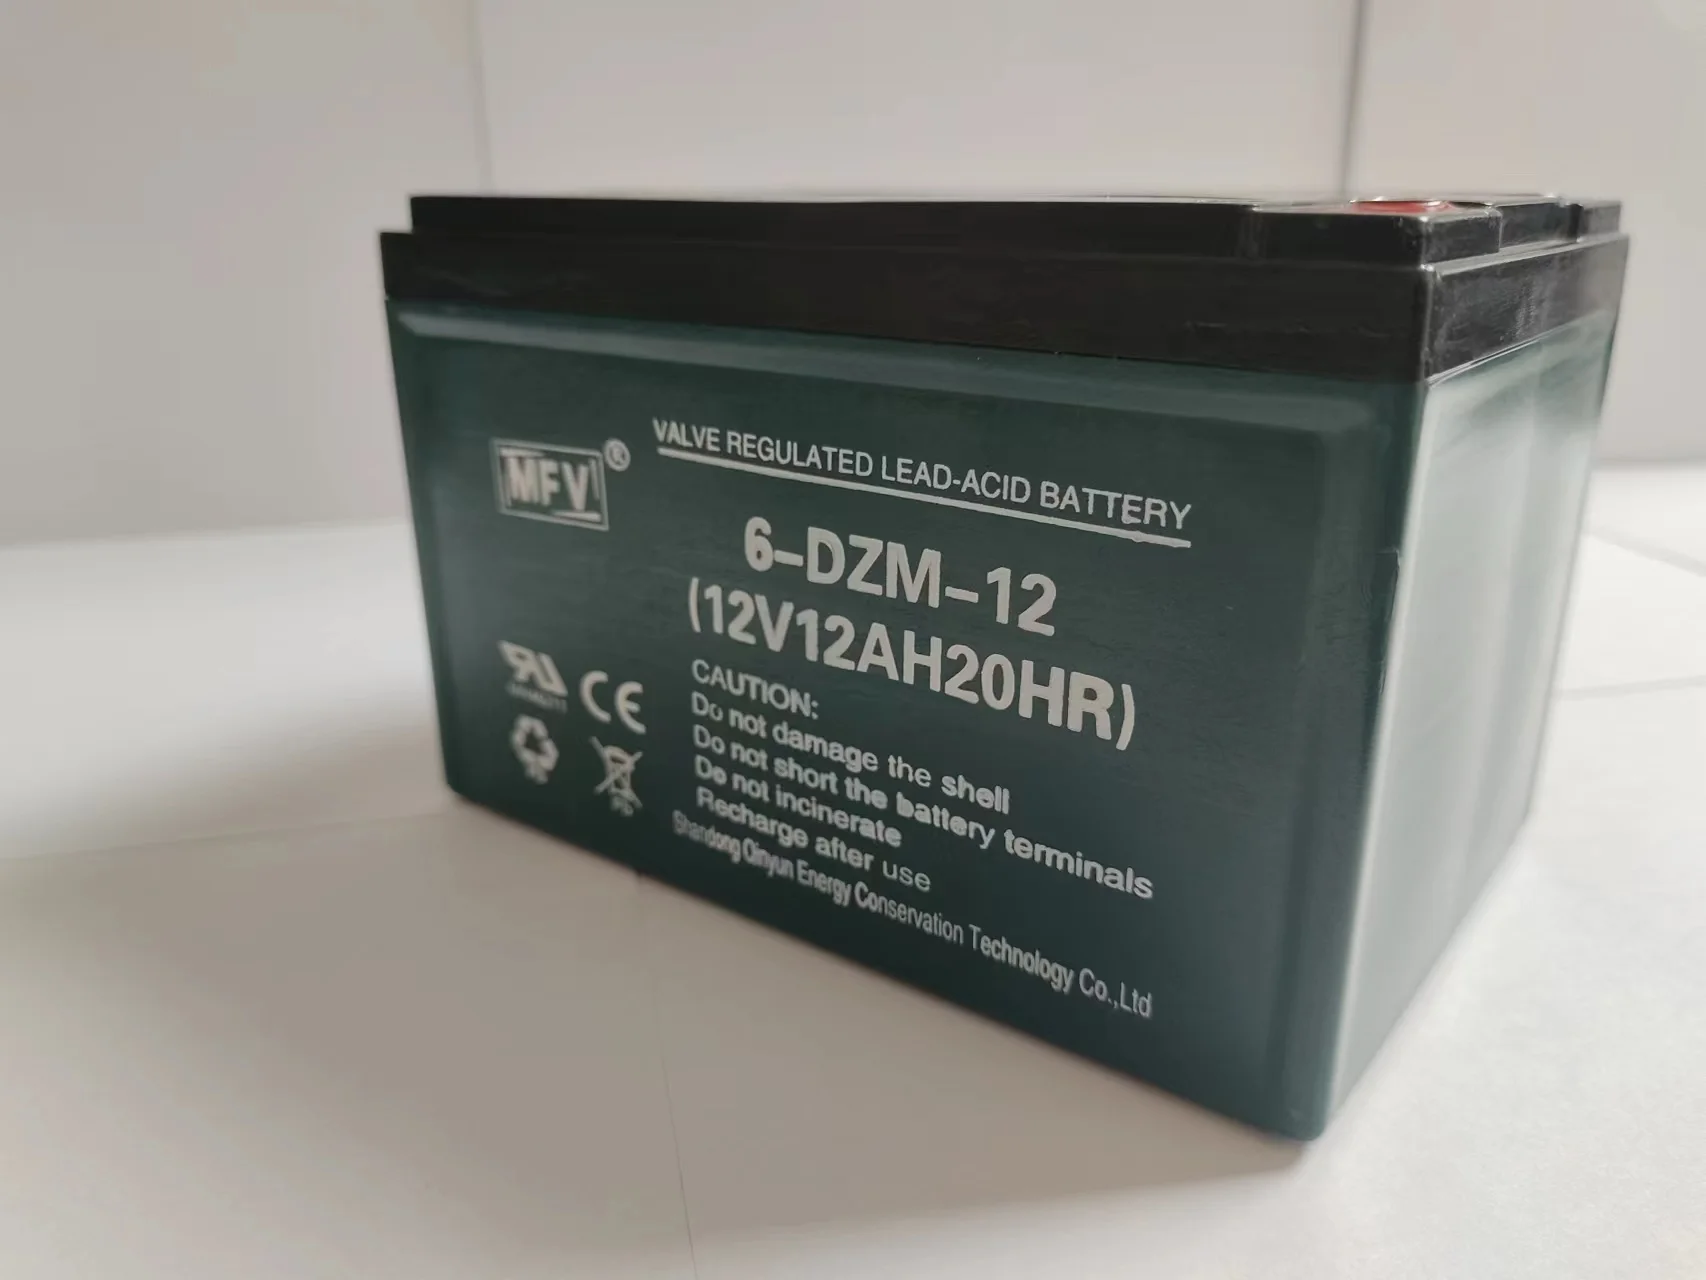 MFV®
VALVE REGULATED LEAD-ACID BATTERY
6-DZM-12
(12V12AH20HR)
CE
CAUTION:
Do not damage the shell
Do not short the battery terminals
Do not incinerate
Recharge after use
Shandong Qinyun Energy Conservation Technology Co.,Ltd